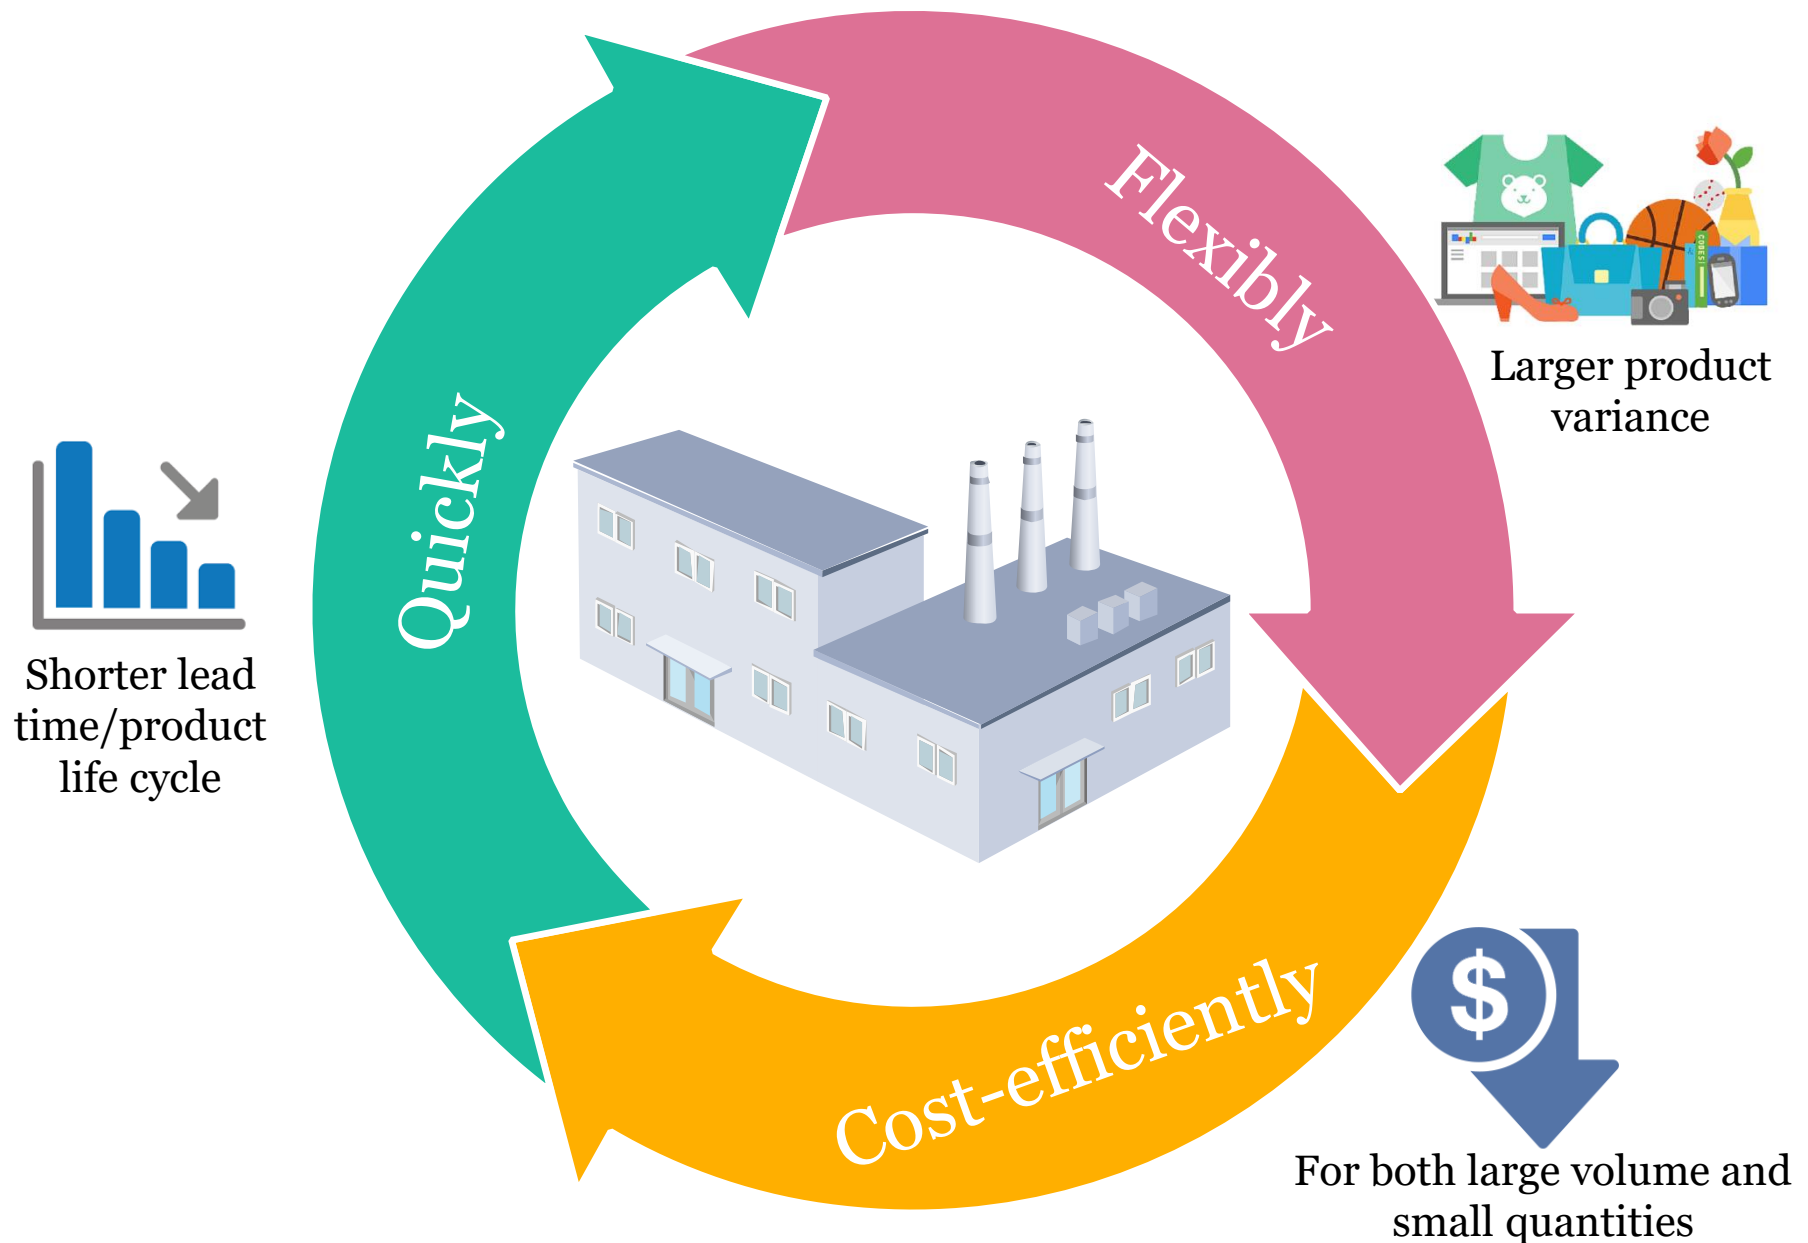 Flexibly
Larger product
variance
Quickly
Shorter lead
time/product
life cycle
Cost-efficiently
$
For both large volume and
small quantities